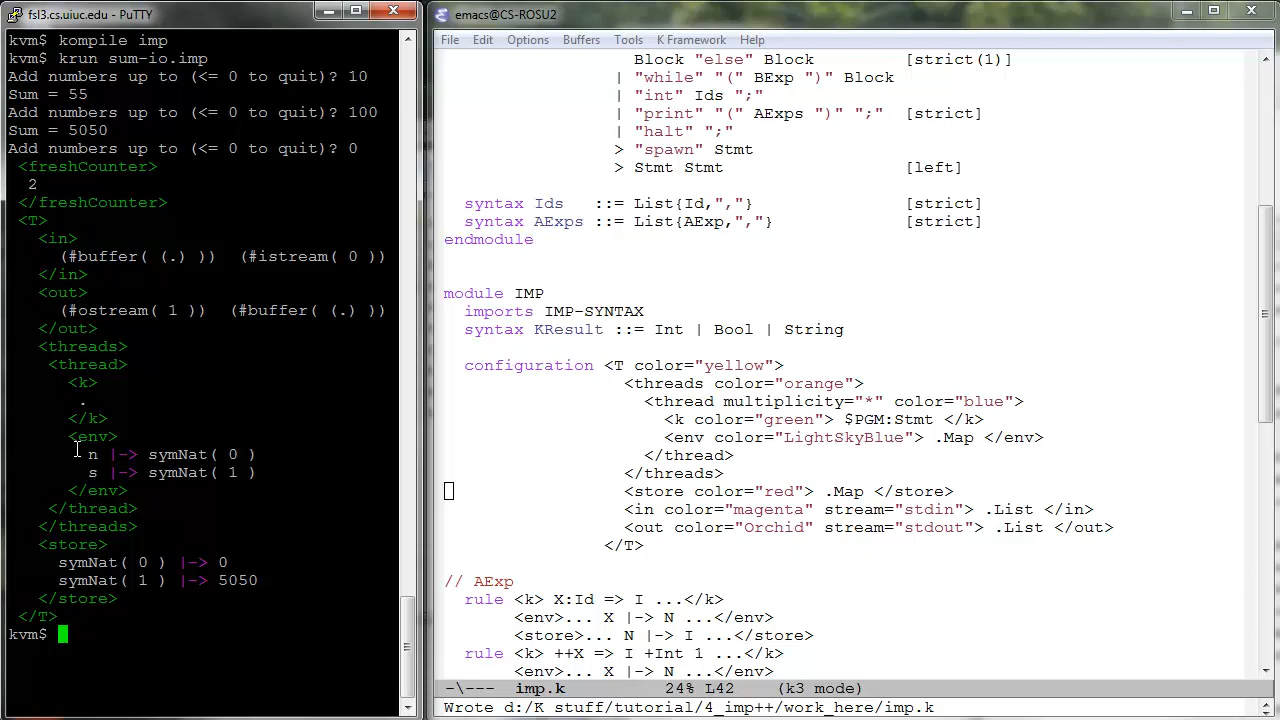 fsl3.cs.uiuc.edu - PuTTY
kvm$ kompile imp
kvm$ krun sum-io.imp
Add numbers up to (<= 0 to quit)? 10
Sum = 55
Add numbers up to (<= 0 to quit)? 100
Sum = 5050
Add numbers up to (<= 0 to quit)? 0
<freshCounter>
2
</freshCounter>
<T>
<in>
(#buffer( (.) ))  (#istream( 0 ))
</in>
<out>
(#ostream( 1 ))  (#buffer( (.) ))
</out>
<threads>
<thread>
<k>
.
</k>
<env>
n |-> symNat( 0 )
s |-> symNat( 1 )
</env>
</thread>
</threads>
<store>
symNat( 0 ) |-> 0
symNat( 1 ) |-> 5050
</store>
</T>
kvm$
emacs@CS-ROSU2
File Edit Options Buffers Tools K Framework Help
Block "else" Block [strict(1)]
| "while" "(" BExp ")" Block
| "int" Ids ";"
| "print" "(" AExps ")" ";" [strict]
| "halt" ";"
> "spawn" Stmt
> Stmt Stmt [left]
syntax Ids ::= List{Id,","} [strict]
syntax AExps ::= List{AExp,","} [strict]
endmodule
module IMP
imports IMP-SYNTAX
syntax KResult ::= Int | Bool | String
configuration <T color="yellow">
<threads color="orange">
<thread multiplicity="*" color="blue">
<k color="green"> $PGM:Stmt </k>
<env color="LightSkyBlue"> .Map </env>
</thread>
</threads>
<store color="red"> .Map </store>
<in color="magenta" stream="stdin"> .List </in>
<out color="Orchid" stream="stdout"> .List </out>
</T>
// AExp
rule <k> X:Id => I ...</k>
<env>... X |-> N ...</env>
<store>... N |-> I ...</store>
rule <k> ++X => I +Int 1 ...</k>
<env>... X |-> N ...</env>
-\--- imp.k 24% L42 (k3 mode)
Wrote d:/K stuff/tutorial/4_imp++/work_here/imp.k